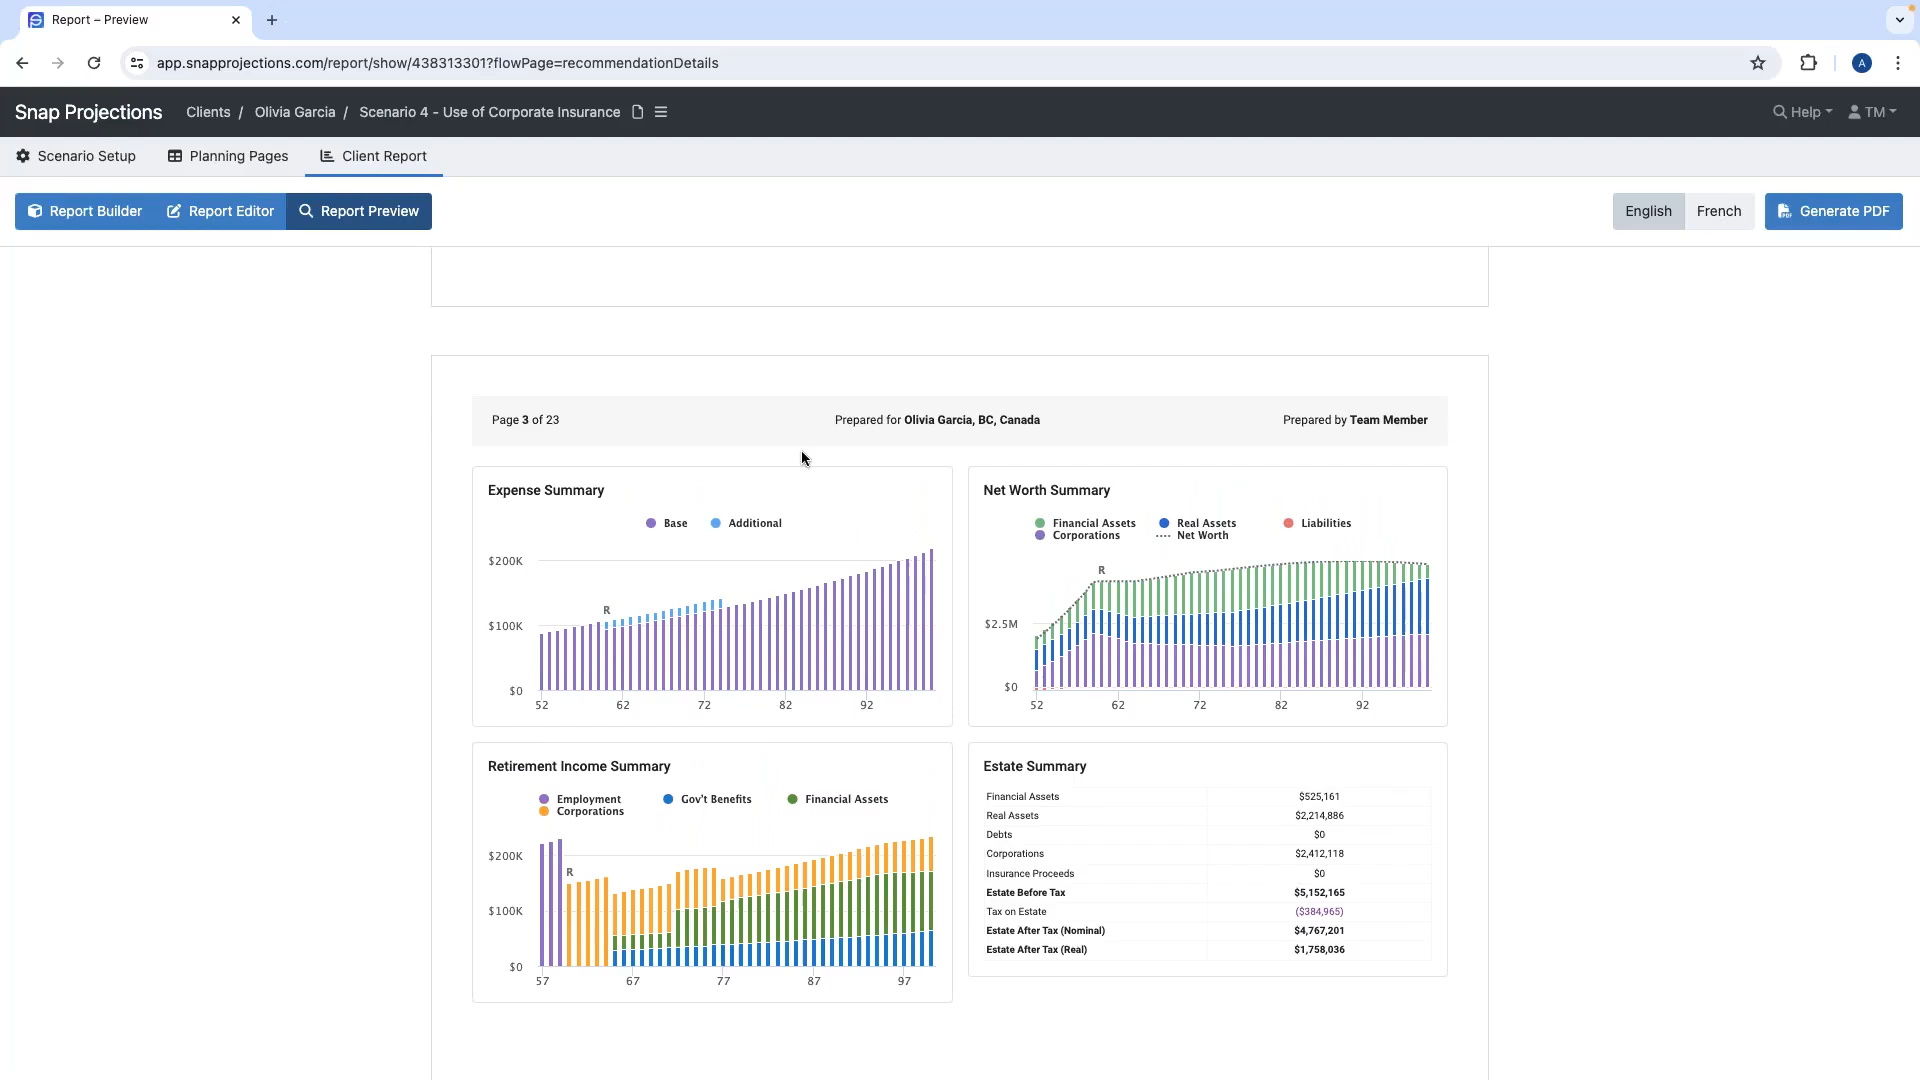 Report – Preview
app.snapprojections.com/report/show/438313301?flowPage=recommendationDetails
A
Snap Projections Clients / Olivia Garcia / Scenario 4 - Use of Corporate Insurance Help TM
Scenario Setup Planning Pages Client Report
Report Builder Report Editor Report Preview English French Generate PDF
Page 3 of 23 Prepared for Olivia Garcia, BC, Canada Prepared by Team Member
Expense Summary
Base Additional
$200K
R
$100K
$0
52 62 72 82 92
Net Worth Summary
Financial Assets Real Assets Liabilities
Corporations Net Worth
R
$2.5M
$0
52 62 72 82 92
Retirement Income Summary
Employment Gov't Benefits Financial Assets
Corporations
$200K
R
$100K
$0
57 67 77 87 97
Estate Summary
Financial Assets $525,161
Real Assets $2,214,886
Debts $0
Corporations $2,412,118
Insurance Proceeds $0
Estate Before Tax $5,152,165
Tax on Estate ($384,965)
Estate After Tax (Nominal) $4,767,201
Estate After Tax (Real) $1,758,036